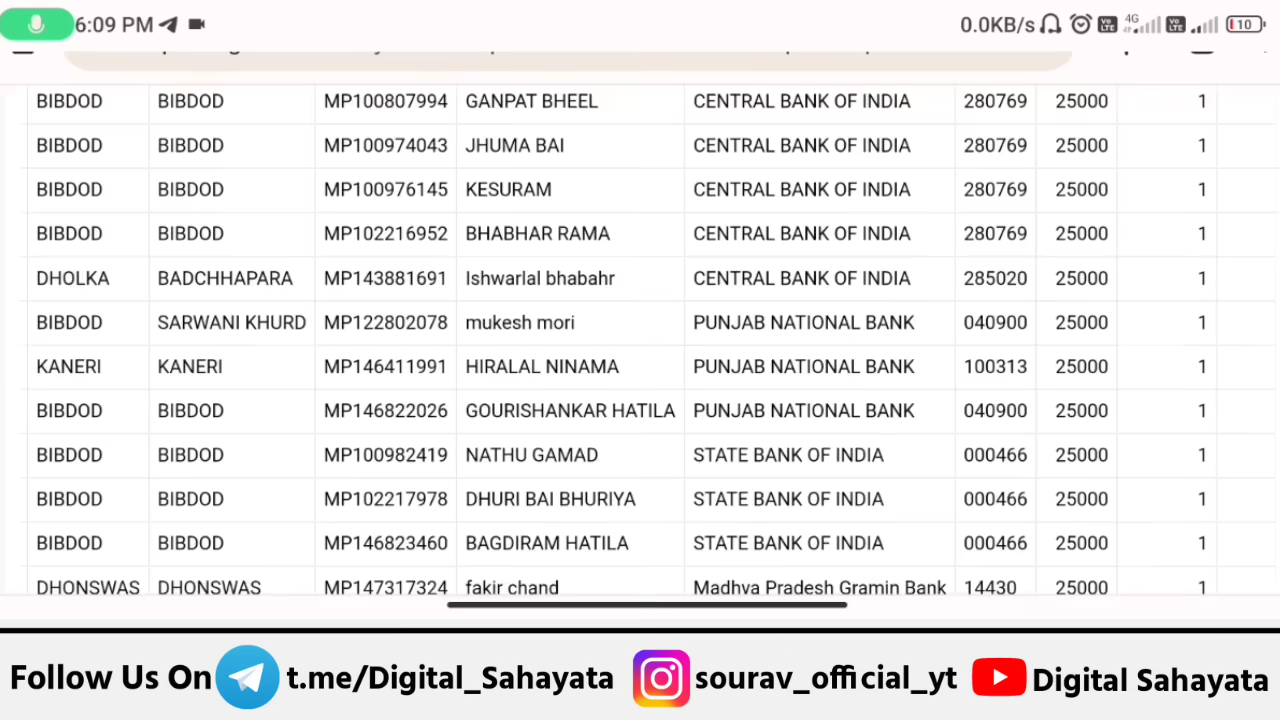 6:09 PM 0.0KB/s Vo LTE 4G Vo LTE 10
BIBDOD BIBDOD MP100807994 GANPAT BHEEL CENTRAL BANK OF INDIA 280769 25000 1
BIBDOD BIBDOD MP100974043 JHUMA BAI CENTRAL BANK OF INDIA 280769 25000 1
BIBDOD BIBDOD MP100976145 KESURAM CENTRAL BANK OF INDIA 280769 25000 1
BIBDOD BIBDOD MP102216952 BHABHAR RAMA CENTRAL BANK OF INDIA 280769 25000 1
DHOLKA BADCHHAPARA MP143881691 Ishwarlal bhabahr CENTRAL BANK OF INDIA 285020 25000 1
BIBDOD SARWANI KHURD MP122802078 mukesh mori PUNJAB NATIONAL BANK 040900 25000 1
KANERI KANERI MP146411991 HIRALAL NINAMA PUNJAB NATIONAL BANK 100313 25000 1
BIBDOD BIBDOD MP146822026 GOURISHANKAR HATILA PUNJAB NATIONAL BANK 040900 25000 1
BIBDOD BIBDOD MP100982419 NATHU GAMAD STATE BANK OF INDIA 000466 25000 1
BIBDOD BIBDOD MP102217978 DHURI BAI BHURIYA STATE BANK OF INDIA 000466 25000 1
BIBDOD BIBDOD MP146823460 BAGDIRAM HATILA STATE BANK OF INDIA 000466 25000 1
DHONSWAS DHONSWAS MP147317324 fakir chand Madhya Pradesh Gramin Bank 14430 25000 1
Follow Us On t.me/Digital_Sahayata sourav_official_yt Digital Sahayata